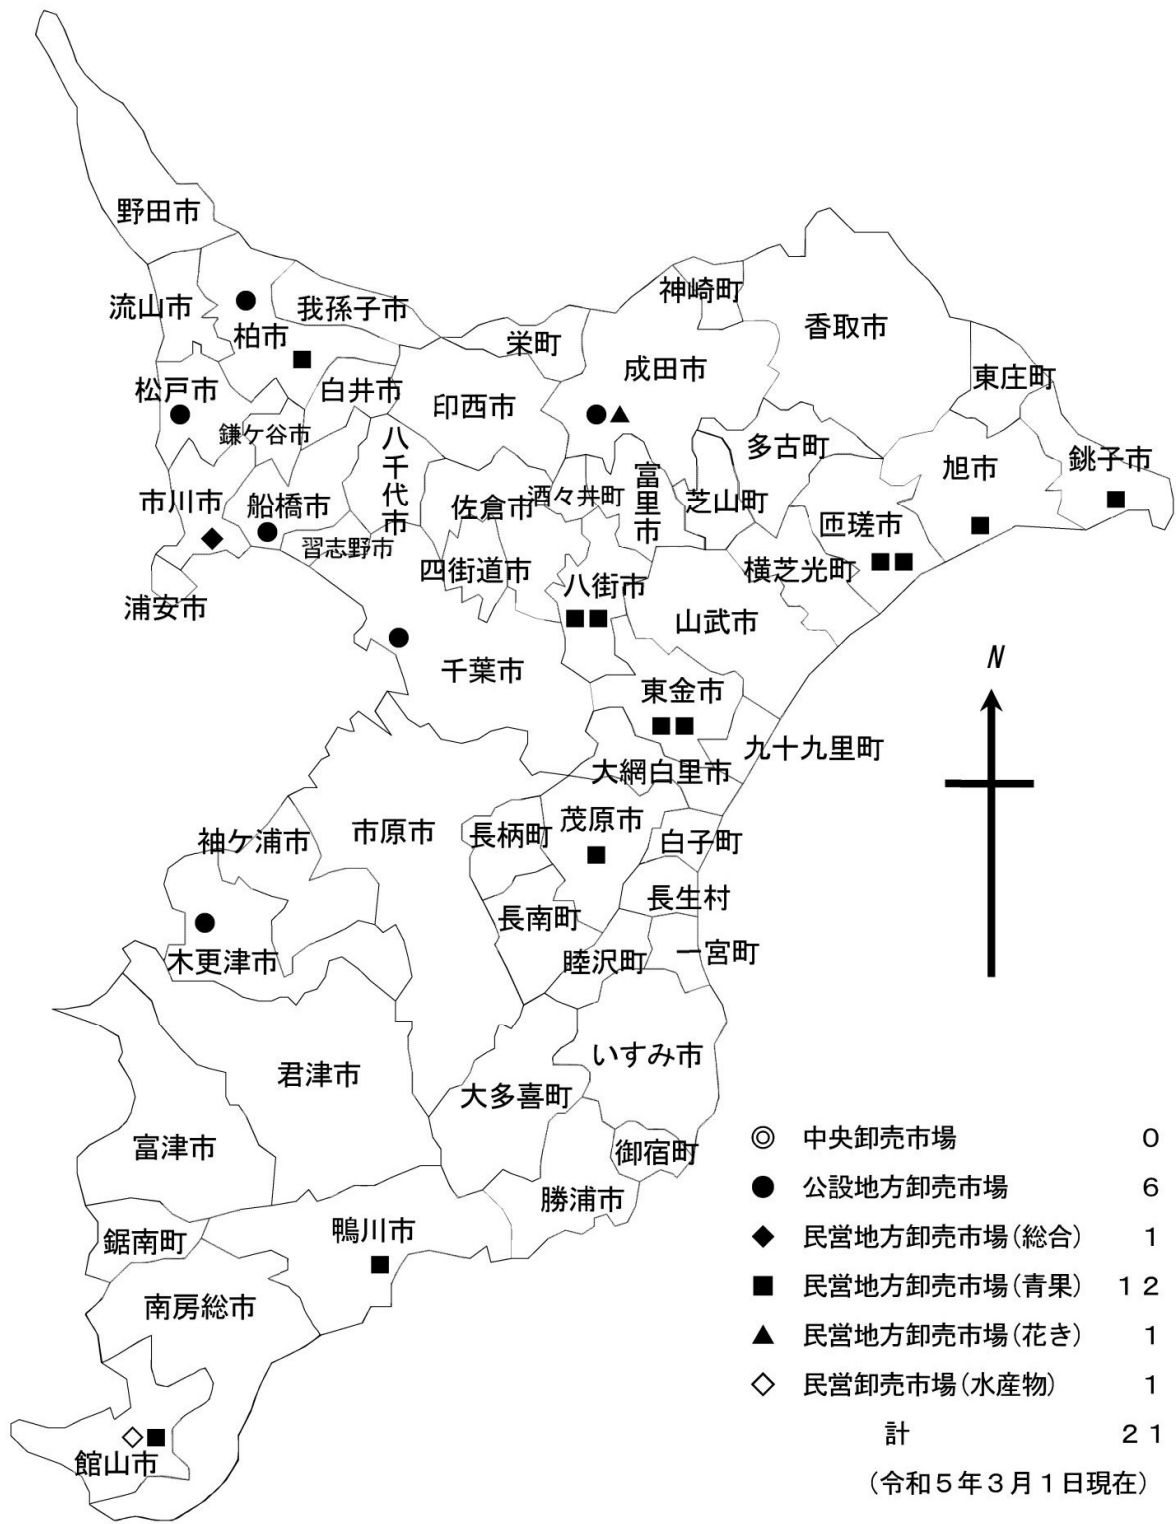 野田市
流山市
柏市
我孫子市
松戸市
鎌ケ谷市
白井市
印西市
栄町
成田市
神崎町
香取市
東庄町
多古町
旭市
銚子市
市川市
船橋市
八千代市
佐倉市
酒々井町
富里市
芝山町
匝瑳市
習志野市
四街道市
八街市
横芝光町
浦安市
山武市
千葉市
東金市
N
九十九里町
大網白里市
袖ケ浦市
市原市
長柄町
茂原市
白子町
長生村
長南町
一宮町
木更津市
睦沢町
君津市
いすみ市
大多喜町
富津市
御宿町
勝浦市
鋸南町
鴨川市
南房総市
館山市
◎ 中央卸売市場 0
● 公設地方卸売市場 6
◆ 民営地方卸売市場(総合) 1
■ 民営地方卸売市場(青果) 12
▲ 民営地方卸売市場(花き) 1
◇ 民営卸売市場(水産物) 1
計 21
(令和5年3月1日現在)